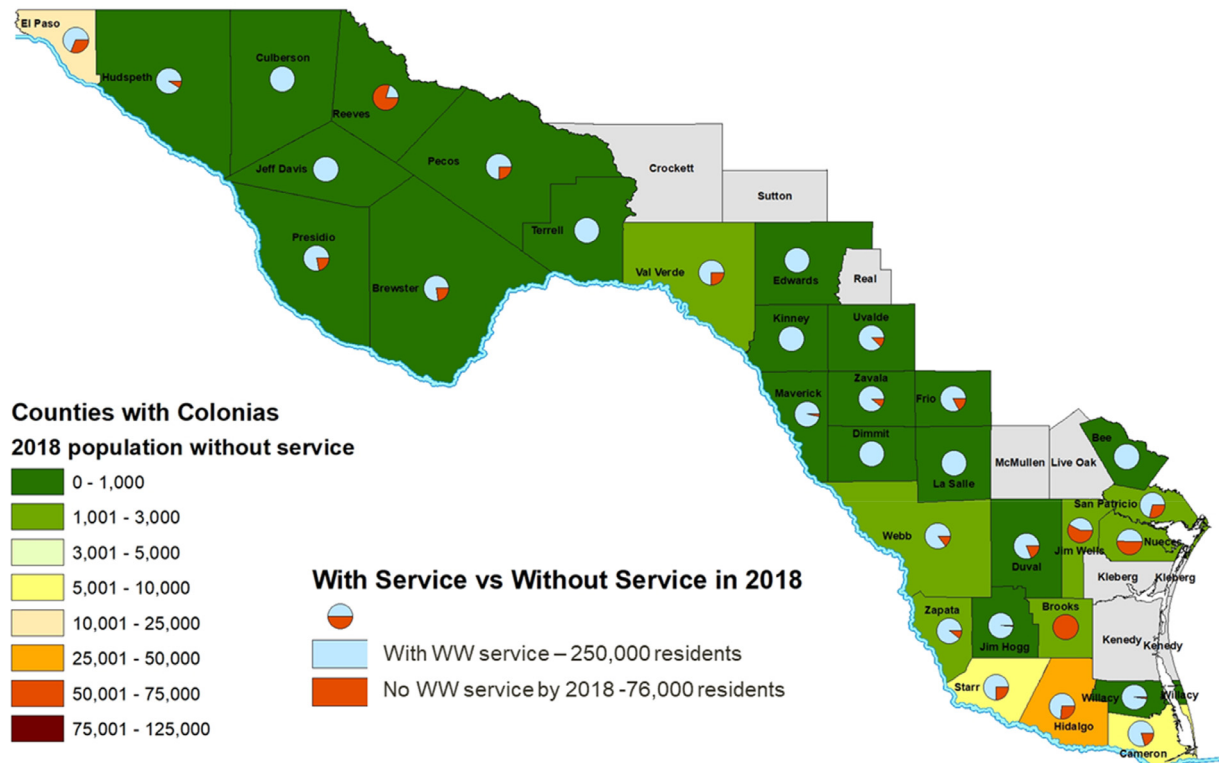 El Paso
Hudspeth
Culberson
Reeves
Jeff Davis
Pecos
Crockett
Sutton
Presidio
Brewster
Terrell
Val Verde
Edwards
Real
Kinney
Uvalde
Maverick
Zavala
Frio
Dimmit
La Salle
McMullen
Live Oak
Bee
San Patricio
Webb
Duval
Jim Wells
Nueces
Kleberg
Kleberg
Zapata
Jim Hogg
Brooks
Kenedy
Kenedy
Starr
Hidalgo
Willacy
Willacy
Cameron
Counties with Colonias
2018 population without service
0 - 1,000
1,001 - 3,000
3,001 - 5,000
5,001 - 10,000
10,001 - 25,000
25,001 - 50,000
50,001 - 75,000
75,001 - 125,000
With Service vs Without Service in 2018
With WW service – 250,000 residents
No WW service by 2018 -76,000 residents